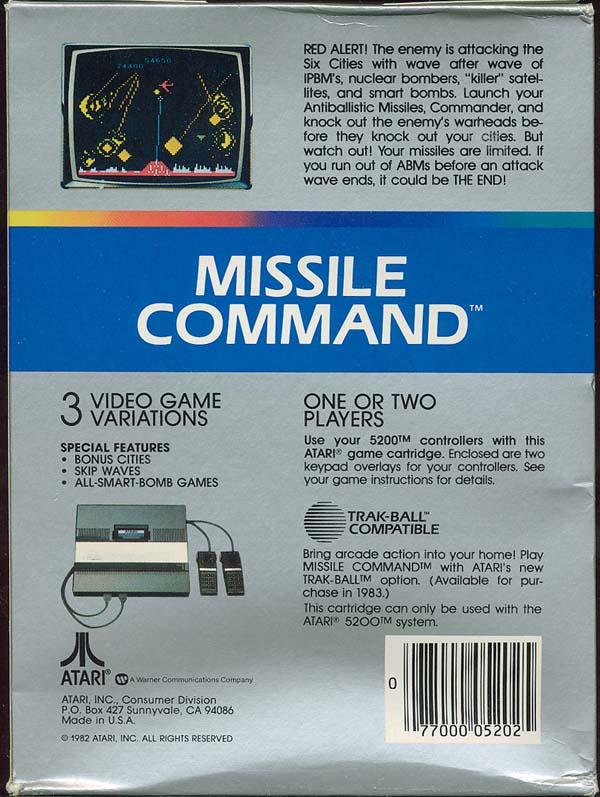 54650
24400
RED ALERT! The enemy is attacking the
Six Cities with wave after wave of
IPBM's, nuclear bombers, "killer" satel-
lites, and smart bombs. Launch your
Antiballistic Missiles, Commander, and
knock out the enemy's warheads be-
fore they knock out your cities. But
watch out! Your missiles are limited. If
you run out of ABMs before an attack
wave ends, it could be THE END!
MISSILE
COMMAND™
3 VIDEO GAME
VARIATIONS
SPECIAL FEATURES
• BONUS CITIES
• SKIP WAVES
• ALL-SMART-BOMB GAMES
ONE OR TWO
PLAYERS
Use your 5200™ controllers with this
ATARI® game cartridge. Enclosed are two
keypad overlays for your controllers. See
your game instructions for details.
TRAK-BALL™
COMPATIBLE
Bring arcade action into your home! Play
MISSILE COMMAND™ with ATARI's new
TRAK-BALL™ option. (Available for pur-
chase in 1983.)
This cartridge can only be used with the
ATARI® 5200™ system.
ATARI® A Warner Communications Company
ATARI, INC., Consumer Division
P.O. Box 427 Sunnyvale, CA 94086
Made in U.S.A.
© 1982 ATARI, INC. ALL RIGHTS RESERVED
0 77000 05202